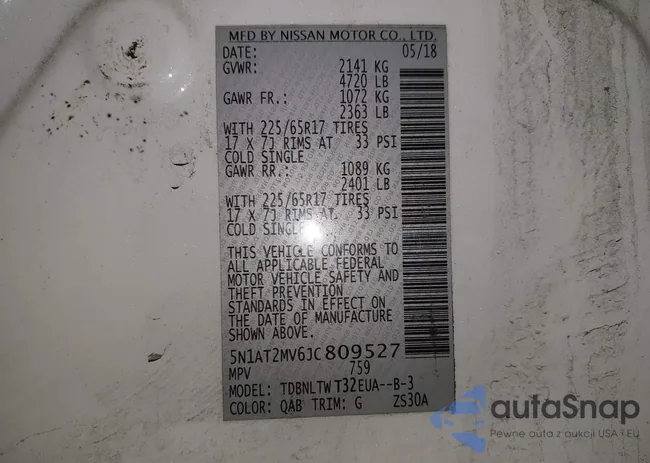 MFD BY NISSAN MOTOR CO., LTD.
DATE: 05/18
GVWR: 2141 KG
4720 LB
GAWR FR.: 1072 KG
2363 LB
WITH 225/65R17 TIRES
17 X 7J RIMS AT 33 PSI
COLD SINGLE
GAWR RR.: 1089 KG
2401 LB
WITH 225/65R17 TIRES
17 X 7J RIMS AT 33 PSI
COLD SINGLE
THIS VEHICLE CONFORMS TO
ALL APPLICABLE FEDERAL
MOTOR VEHICLE SAFETY AND
THEFT PREVENTION
STANDARDS IN EFFECT ON
THE DATE OF MANUFACTURE
SHOWN ABOVE.
5N1AT2MV6JC809527
MPV 759
MODEL: TDBNLTWT32EUA--B-3
COLOR: QAB TRIM: G ZS30A
autaSnap
Pewne auta z aukcji USA i EU